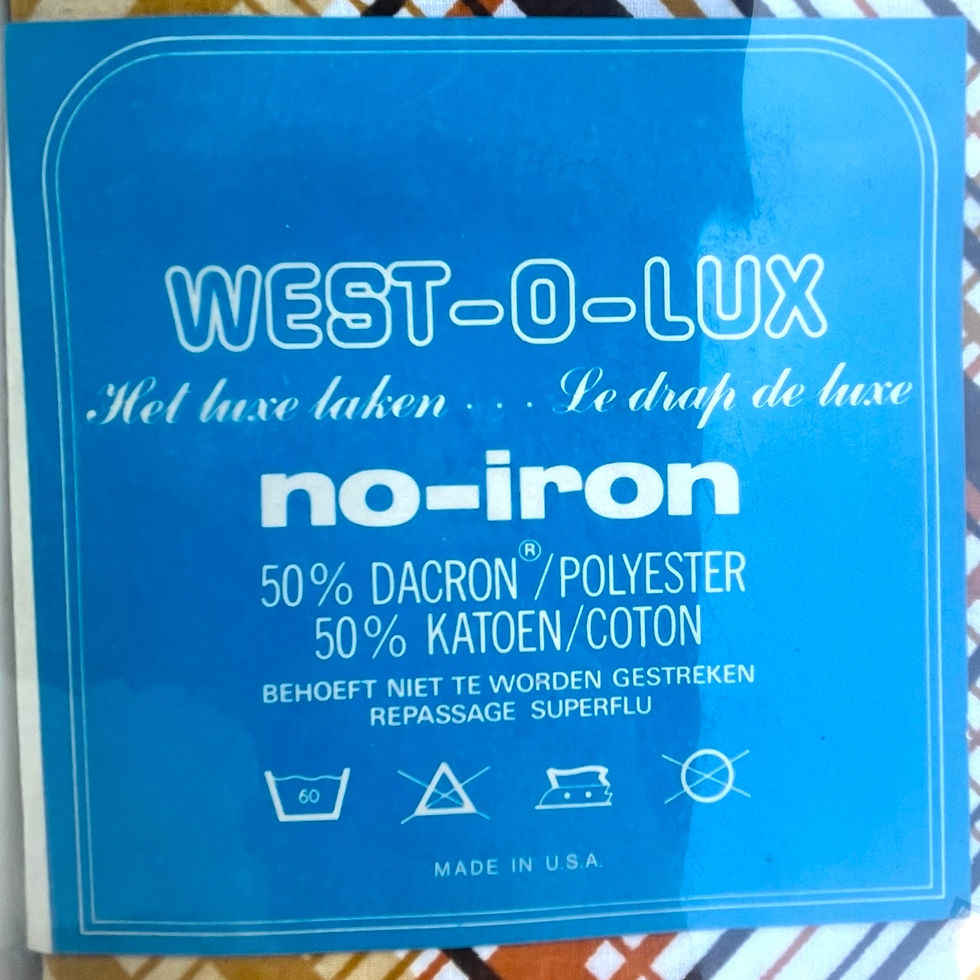 WEST-O-LUX
Het luxe laken . . . Le drap de luxe
no-iron
50% DACRON®/POLYESTER
50% KATOEN/COTON
BEHOEFT NIET TE WORDEN GESTREKEN
REPASSAGE SUPERFLU
60
MADE IN U.S.A.